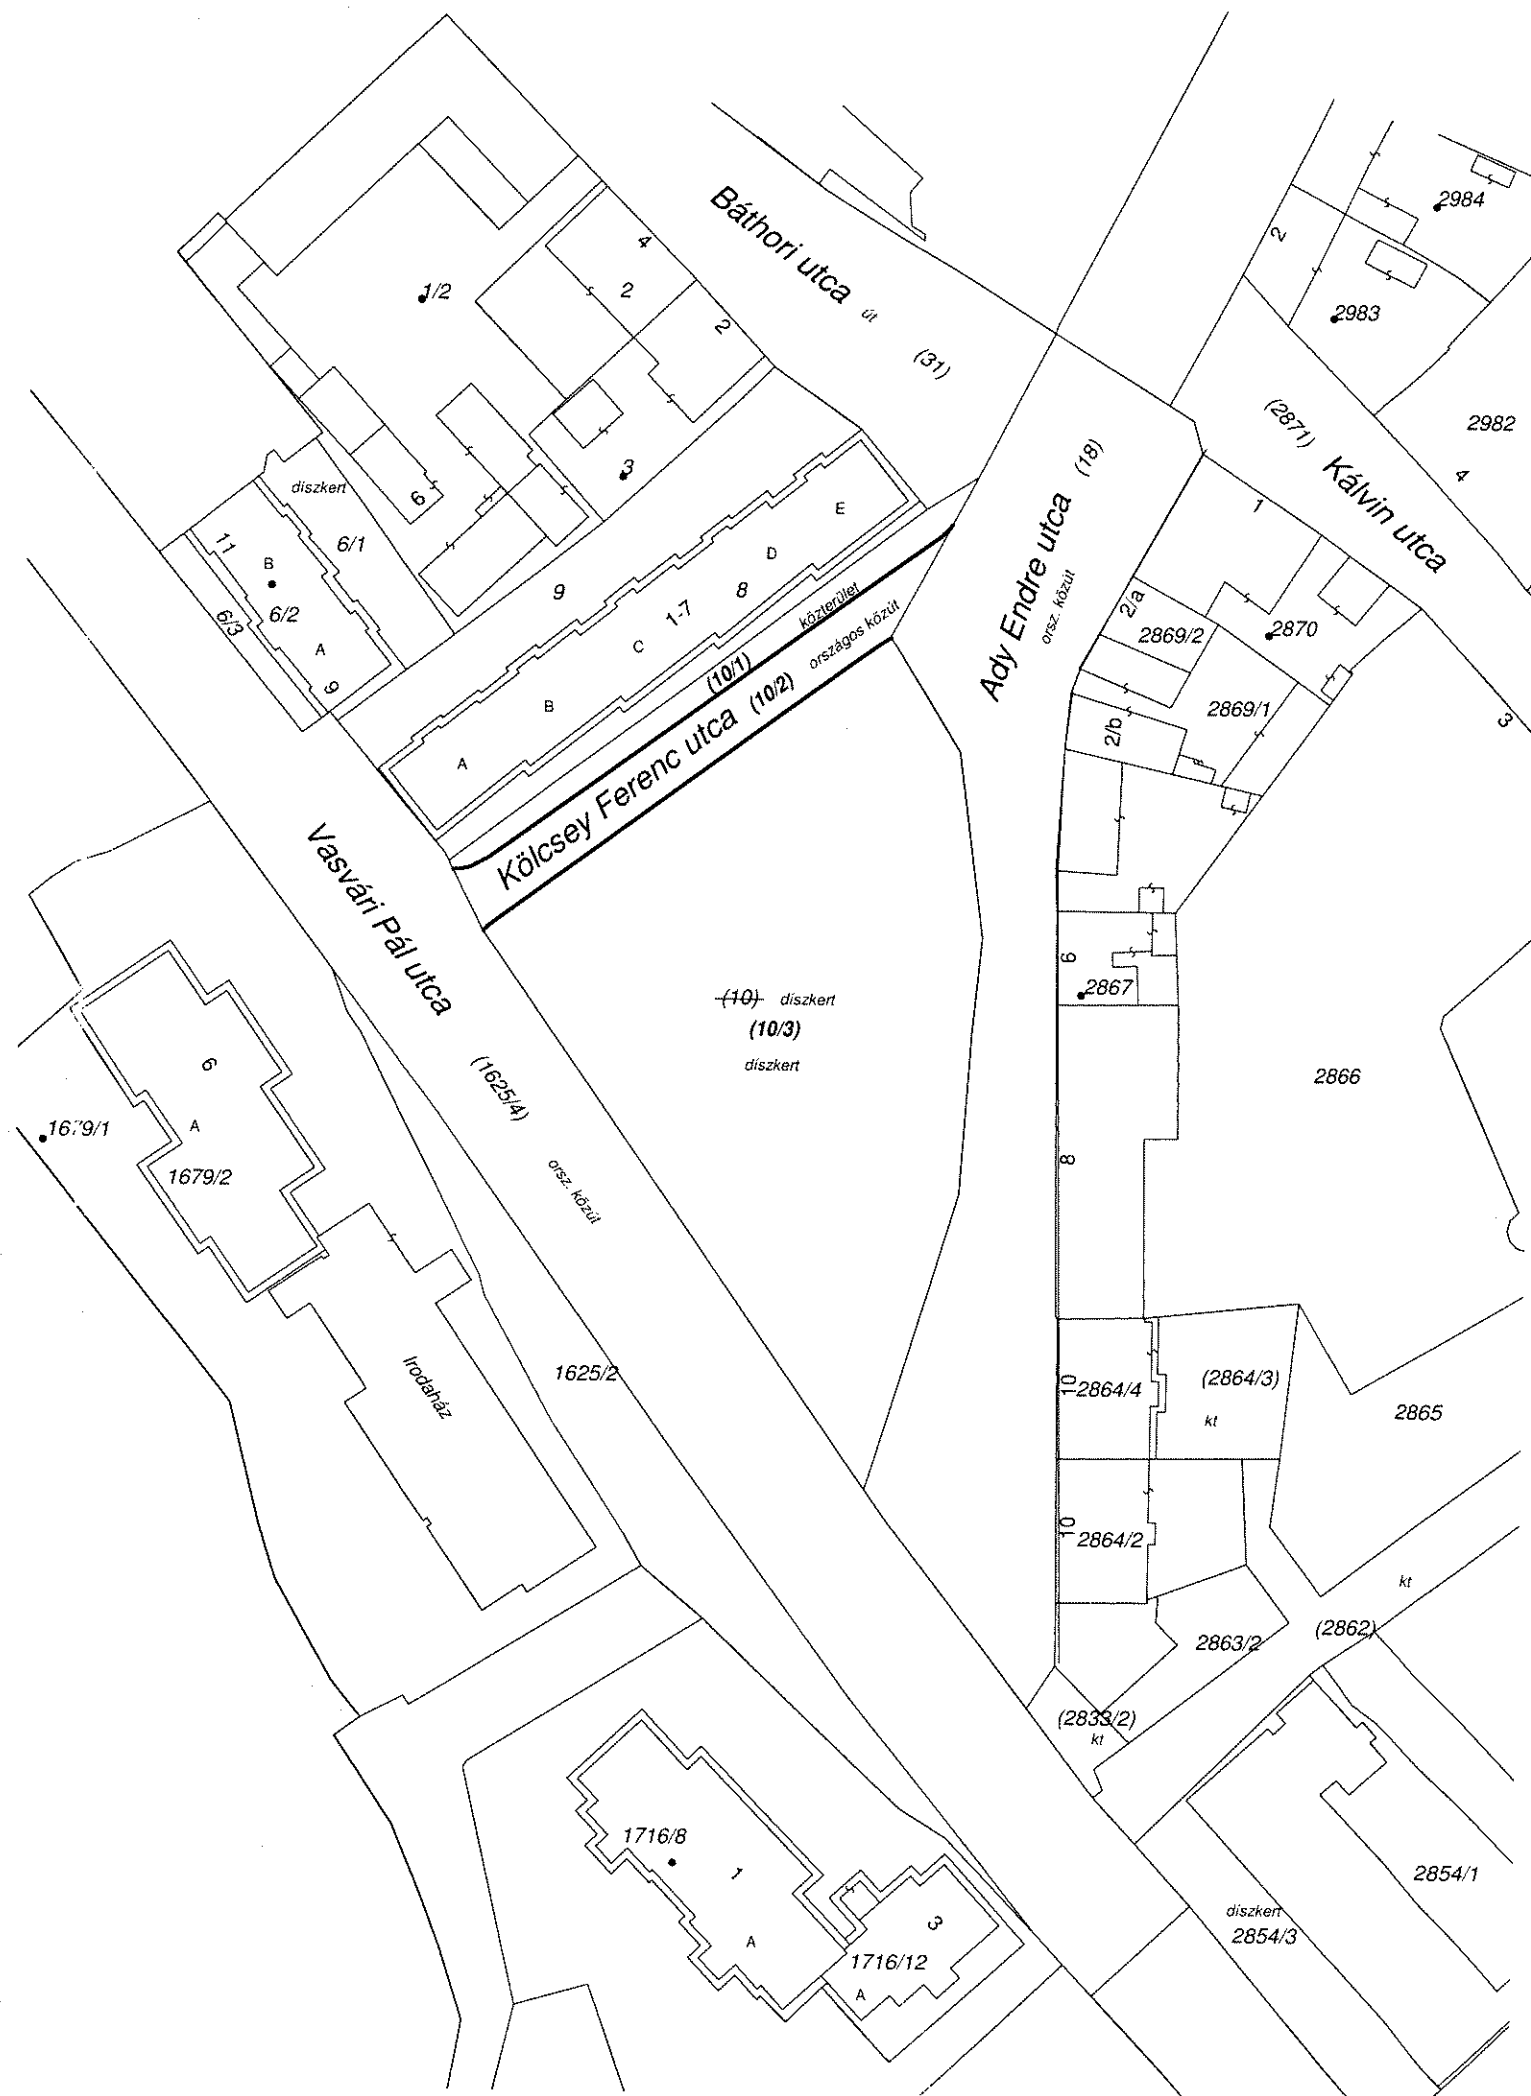 Báthori utca
út
(31)
2984
2
2983
(2871)
Kálvin utca
2982
4
1/2
4
2
2
3
díszkert
6
6/1
11
B
6/2
6/3
A
9
9
E
D
8
1-7
C
B
A
közterület
(10/1)
országos közút
Kölcsey Ferenc utca (10/2)
Ady Endre utca (18)
orsz. közút
1
2/a
2869/2
2870
2869/1
2/b
3
Vasvári Pál utca
(1625/4)
orsz. közút
(10) díszkert
(10/3)
díszkert
6
2867
2866
8
6
A
1679/1
1679/2
Irodaház
1625/2
10
2864/4
(2864/3)
kt
2865
10
2864/2
kt
2863/2
(2862)
(2833/2)
kt
1716/8
1
A
3
1716/12
A
2854/1
díszkert
2854/3